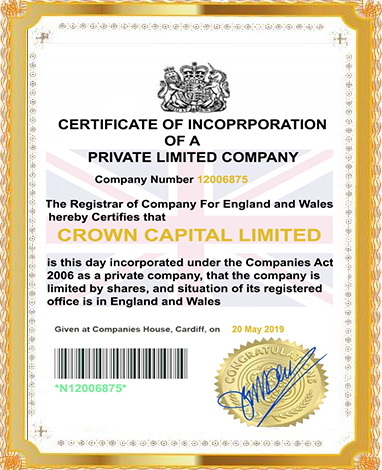 CERTIFICATE OF INCOPRPORATION
OF A
PRIVATE LIMITED COMPANY
Company Number 12006875
The Registrar of Company For England and Wales
hereby Certifies that
CROWN CAPITAL LIMITED
is this day incorporated under the Companies Act
2006 as a private company, that the company is
limited by shares, and situation of its registered
office is in England and Wales
Given at Companies House, Cardiff, on 20 May 2019
*N12006875*
CONGRATULATIONS